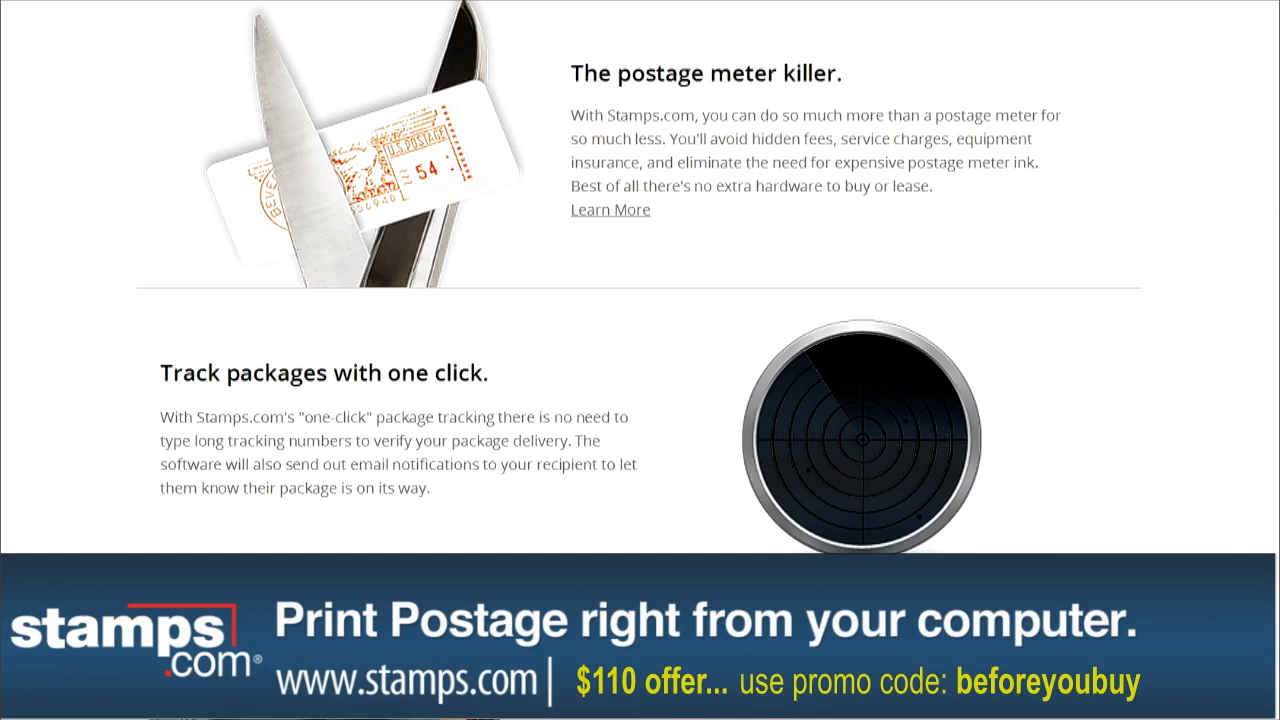 The postage meter killer.
With Stamps.com, you can do so much more than a postage meter for
so much less. You'll avoid hidden fees, service charges, equipment
insurance, and eliminate the need for expensive postage meter ink.
Best of all there's no extra hardware to buy or lease.
Learn More
U.S. POSTAGE
54
Track packages with one click.
With Stamps.com's "one-click" package tracking there is no need to
type long tracking numbers to verify your package delivery. The
software will also send out email notifications to your recipient to let
them know their package is on its way.
stamps
.com®
Print Postage right from your computer.
www.stamps.com | $110 offer... use promo code: beforeyoubuy